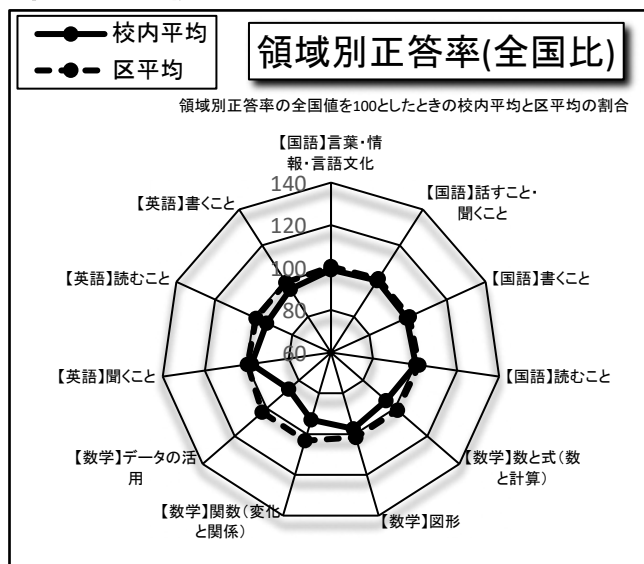 校内平均
区平均
領域別正答率(全国比)
領域別正答率の全国値を100としたときの校内平均と区平均の割合
【国語】言葉・情
報・言語文化
【国語】話すこと・
聞くこと
【国語】書くこと
【国語】読むこと
【数学】数と式(数
と計算)
【数学】図形
【数学】関数(変化
と関係)
【数学】データの活
用
【英語】聞くこと
【英語】読むこと
【英語】書くこと
140
120
100
80
60